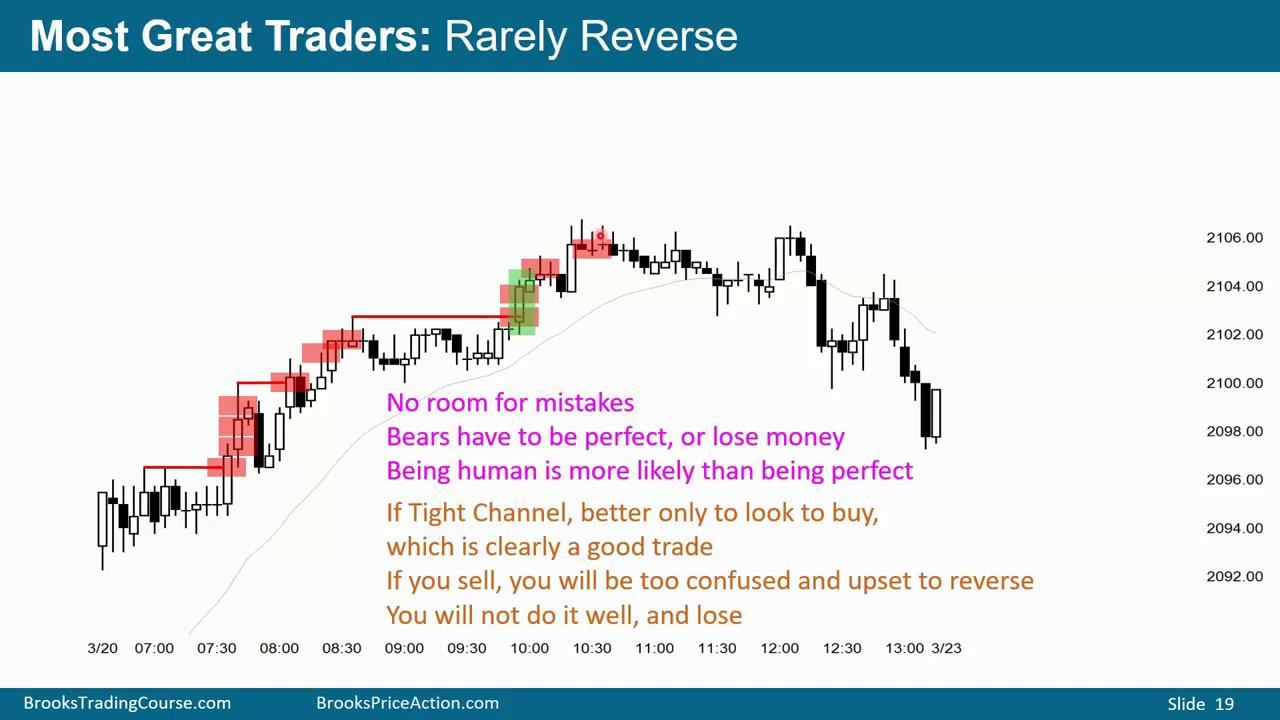 Most Great Traders: Rarely Reverse
2106.00
2104.00
2102.00
2100.00
2098.00
2096.00
2094.00
2092.00
No room for mistakes
Bears have to be perfect, or lose money
Being human is more likely than being perfect
If Tight Channel, better only to look to buy,
which is clearly a good trade
If you sell, you will be too confused and upset to reverse
You will not do it well, and lose
3/20 07:00 07:30 08:00 08:30 09:00 09:30 10:00 10:30 11:00 11:30 12:00 12:30 13:00 3/23
BrooksTradingCourse.com BrooksPriceAction.com Slide 19